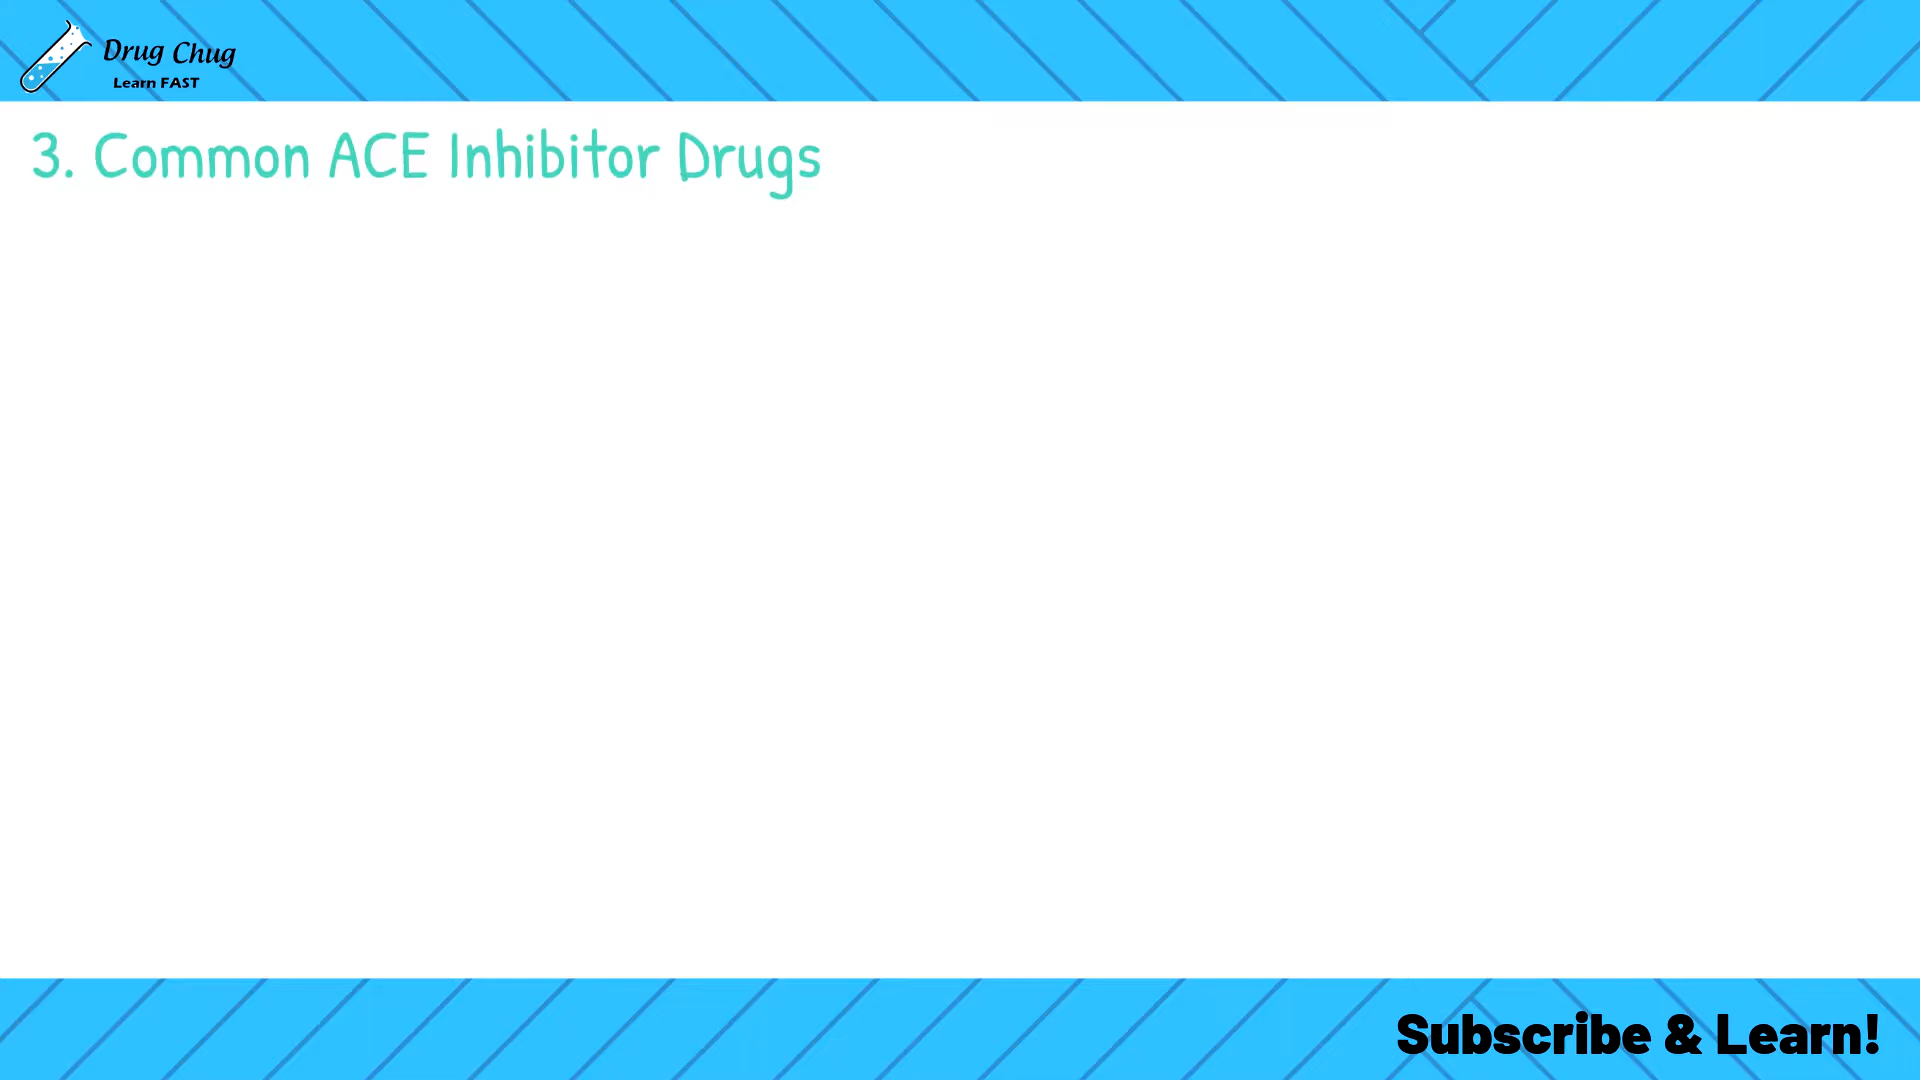 Drug Chug
Learn FAST
3. Common ACE Inhibitor Drugs
Subscribe & Learn!